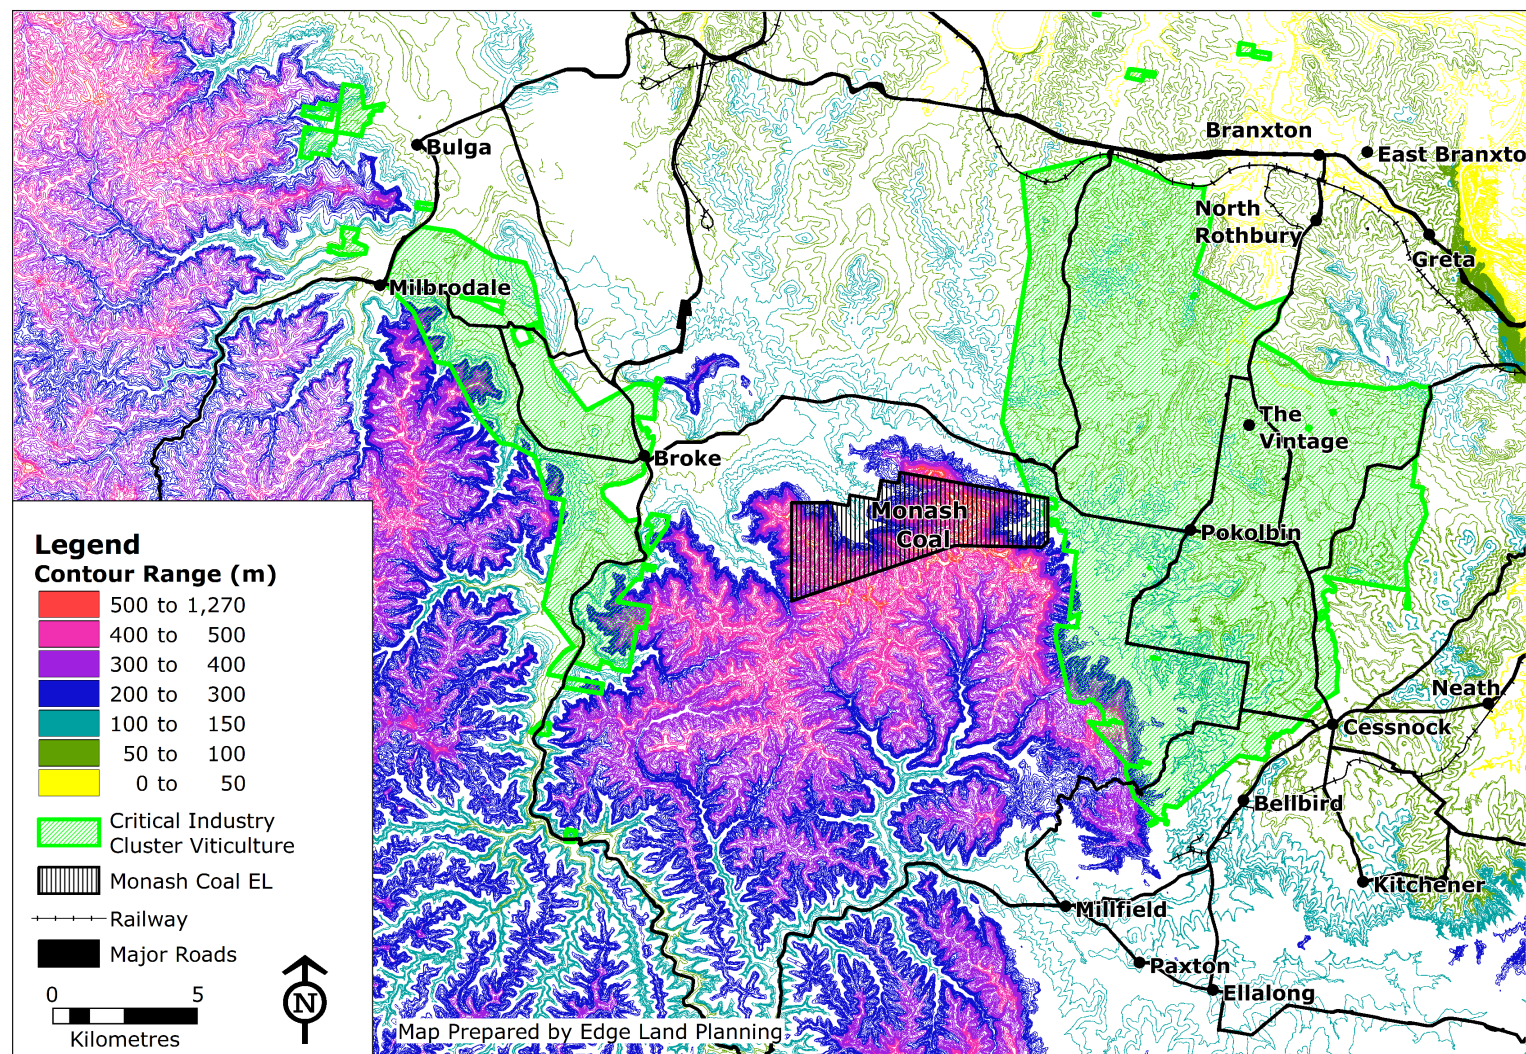 Branxton
East Branxto
Bulga
North
Rothbury
Greta
Milbrodale
The
Vintage
Broke
Monash
Coal
Pokolbin
Neath
Cessnock
Bellbird
Kitchener
Millfield
Paxton
Ellalong
Legend
Contour Range (m)
500 to 1,270
400 to 500
300 to 400
200 to 300
100 to 150
50 to 100
0 to 50
Critical Industry
Cluster Viticulture
Monash Coal EL
Railway
Major Roads
0 5
Kilometres
N
Map Prepared by Edge Land Planning